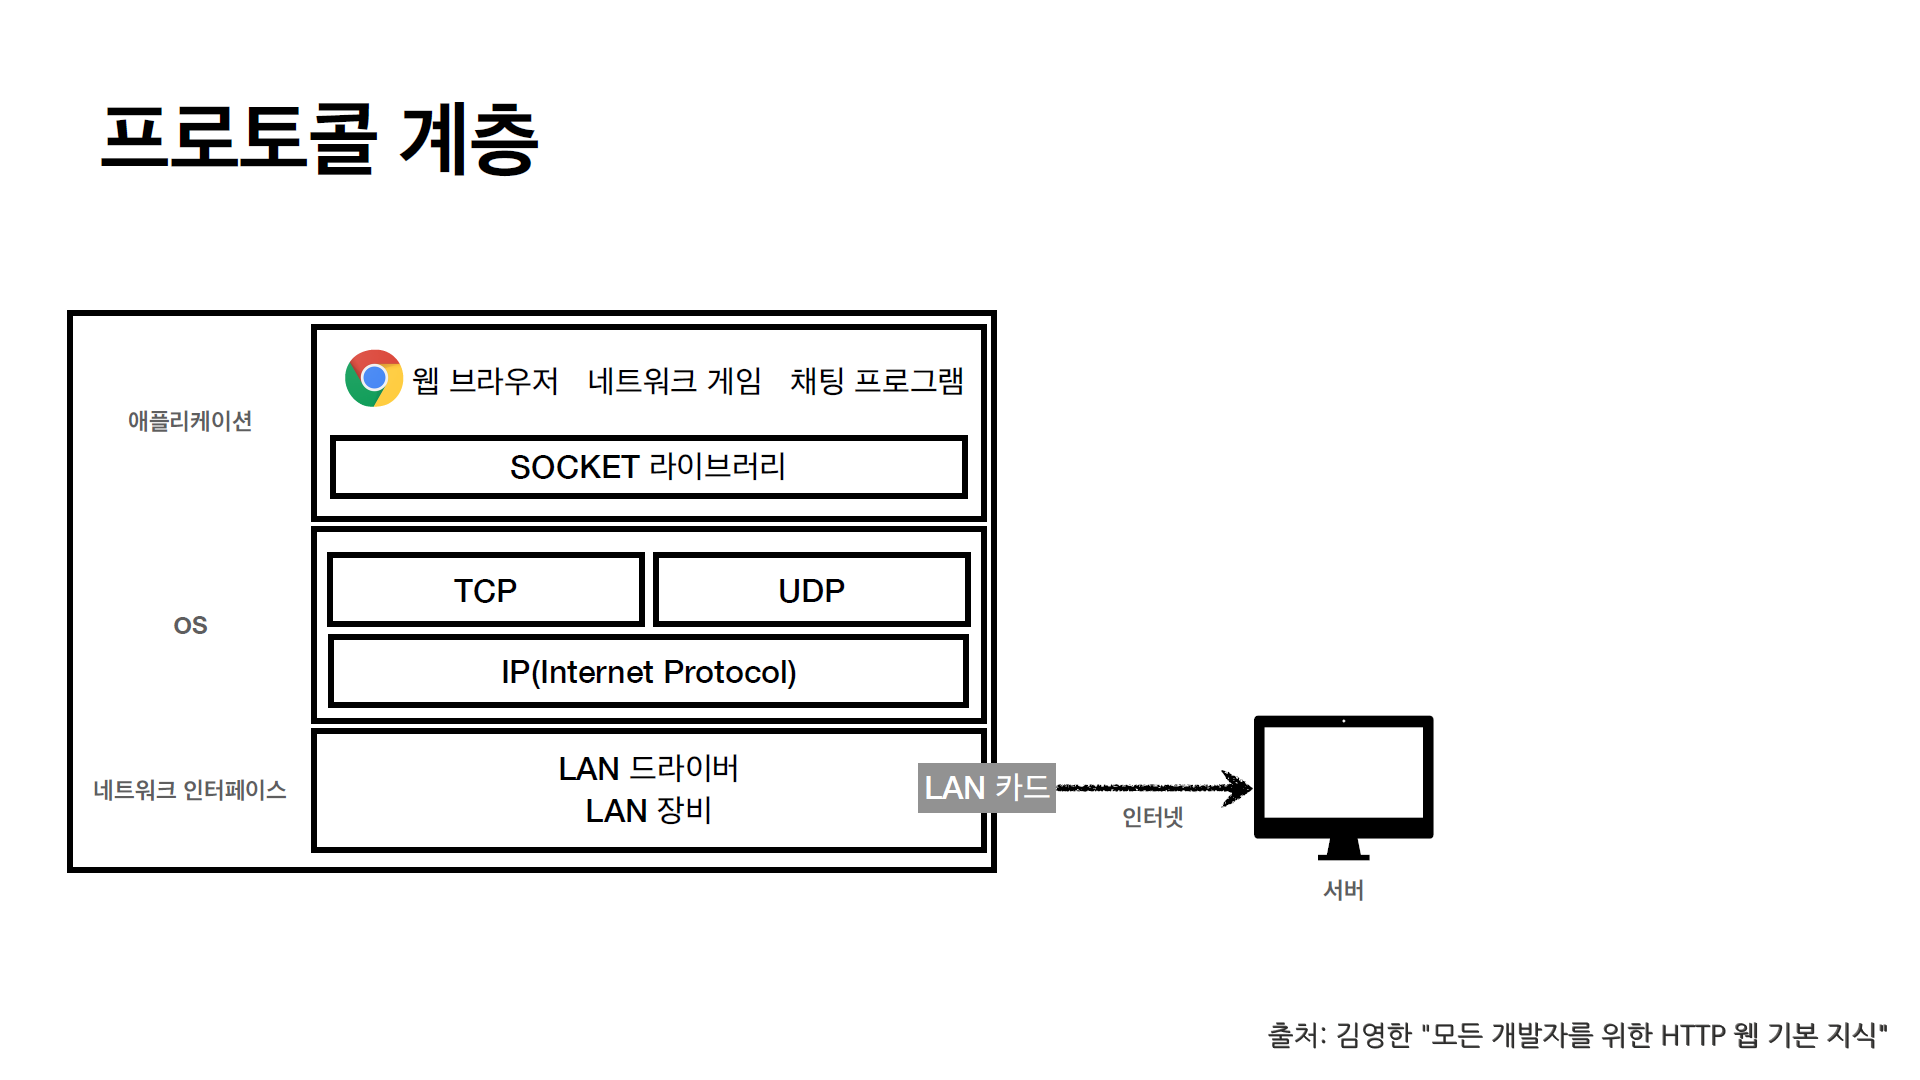 프로토콜 계층
애플리케이션
웹 브라우저 네트워크 게임 채팅 프로그램
SOCKET 라이브러리
OS
TCP
UDP
IP(Internet Protocol)
네트워크 인터페이스
LAN 드라이버
LAN 장비
LAN 카드
인터넷
서버
출처: 김영한 "모든 개발자를 위한 HTTP 웹 기본 지식"